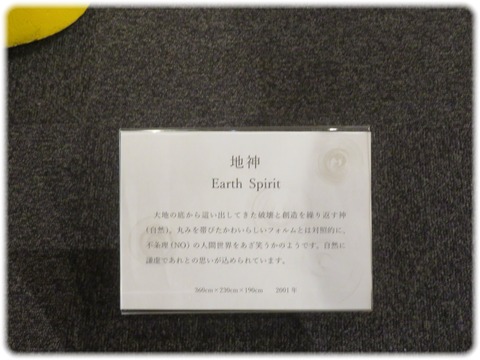 地神
Earth Spirit
大地の底から這い出してきた破壊と創造を繰り返す神
(自然)。丸みを帯びたかわいらしいフォルムとは対照的に、
不条理(NO)の人間世界をあざ笑うかのようです。自然に
謙虚であれとの思いが込められています。
360cm×230cm×190cm 2001年